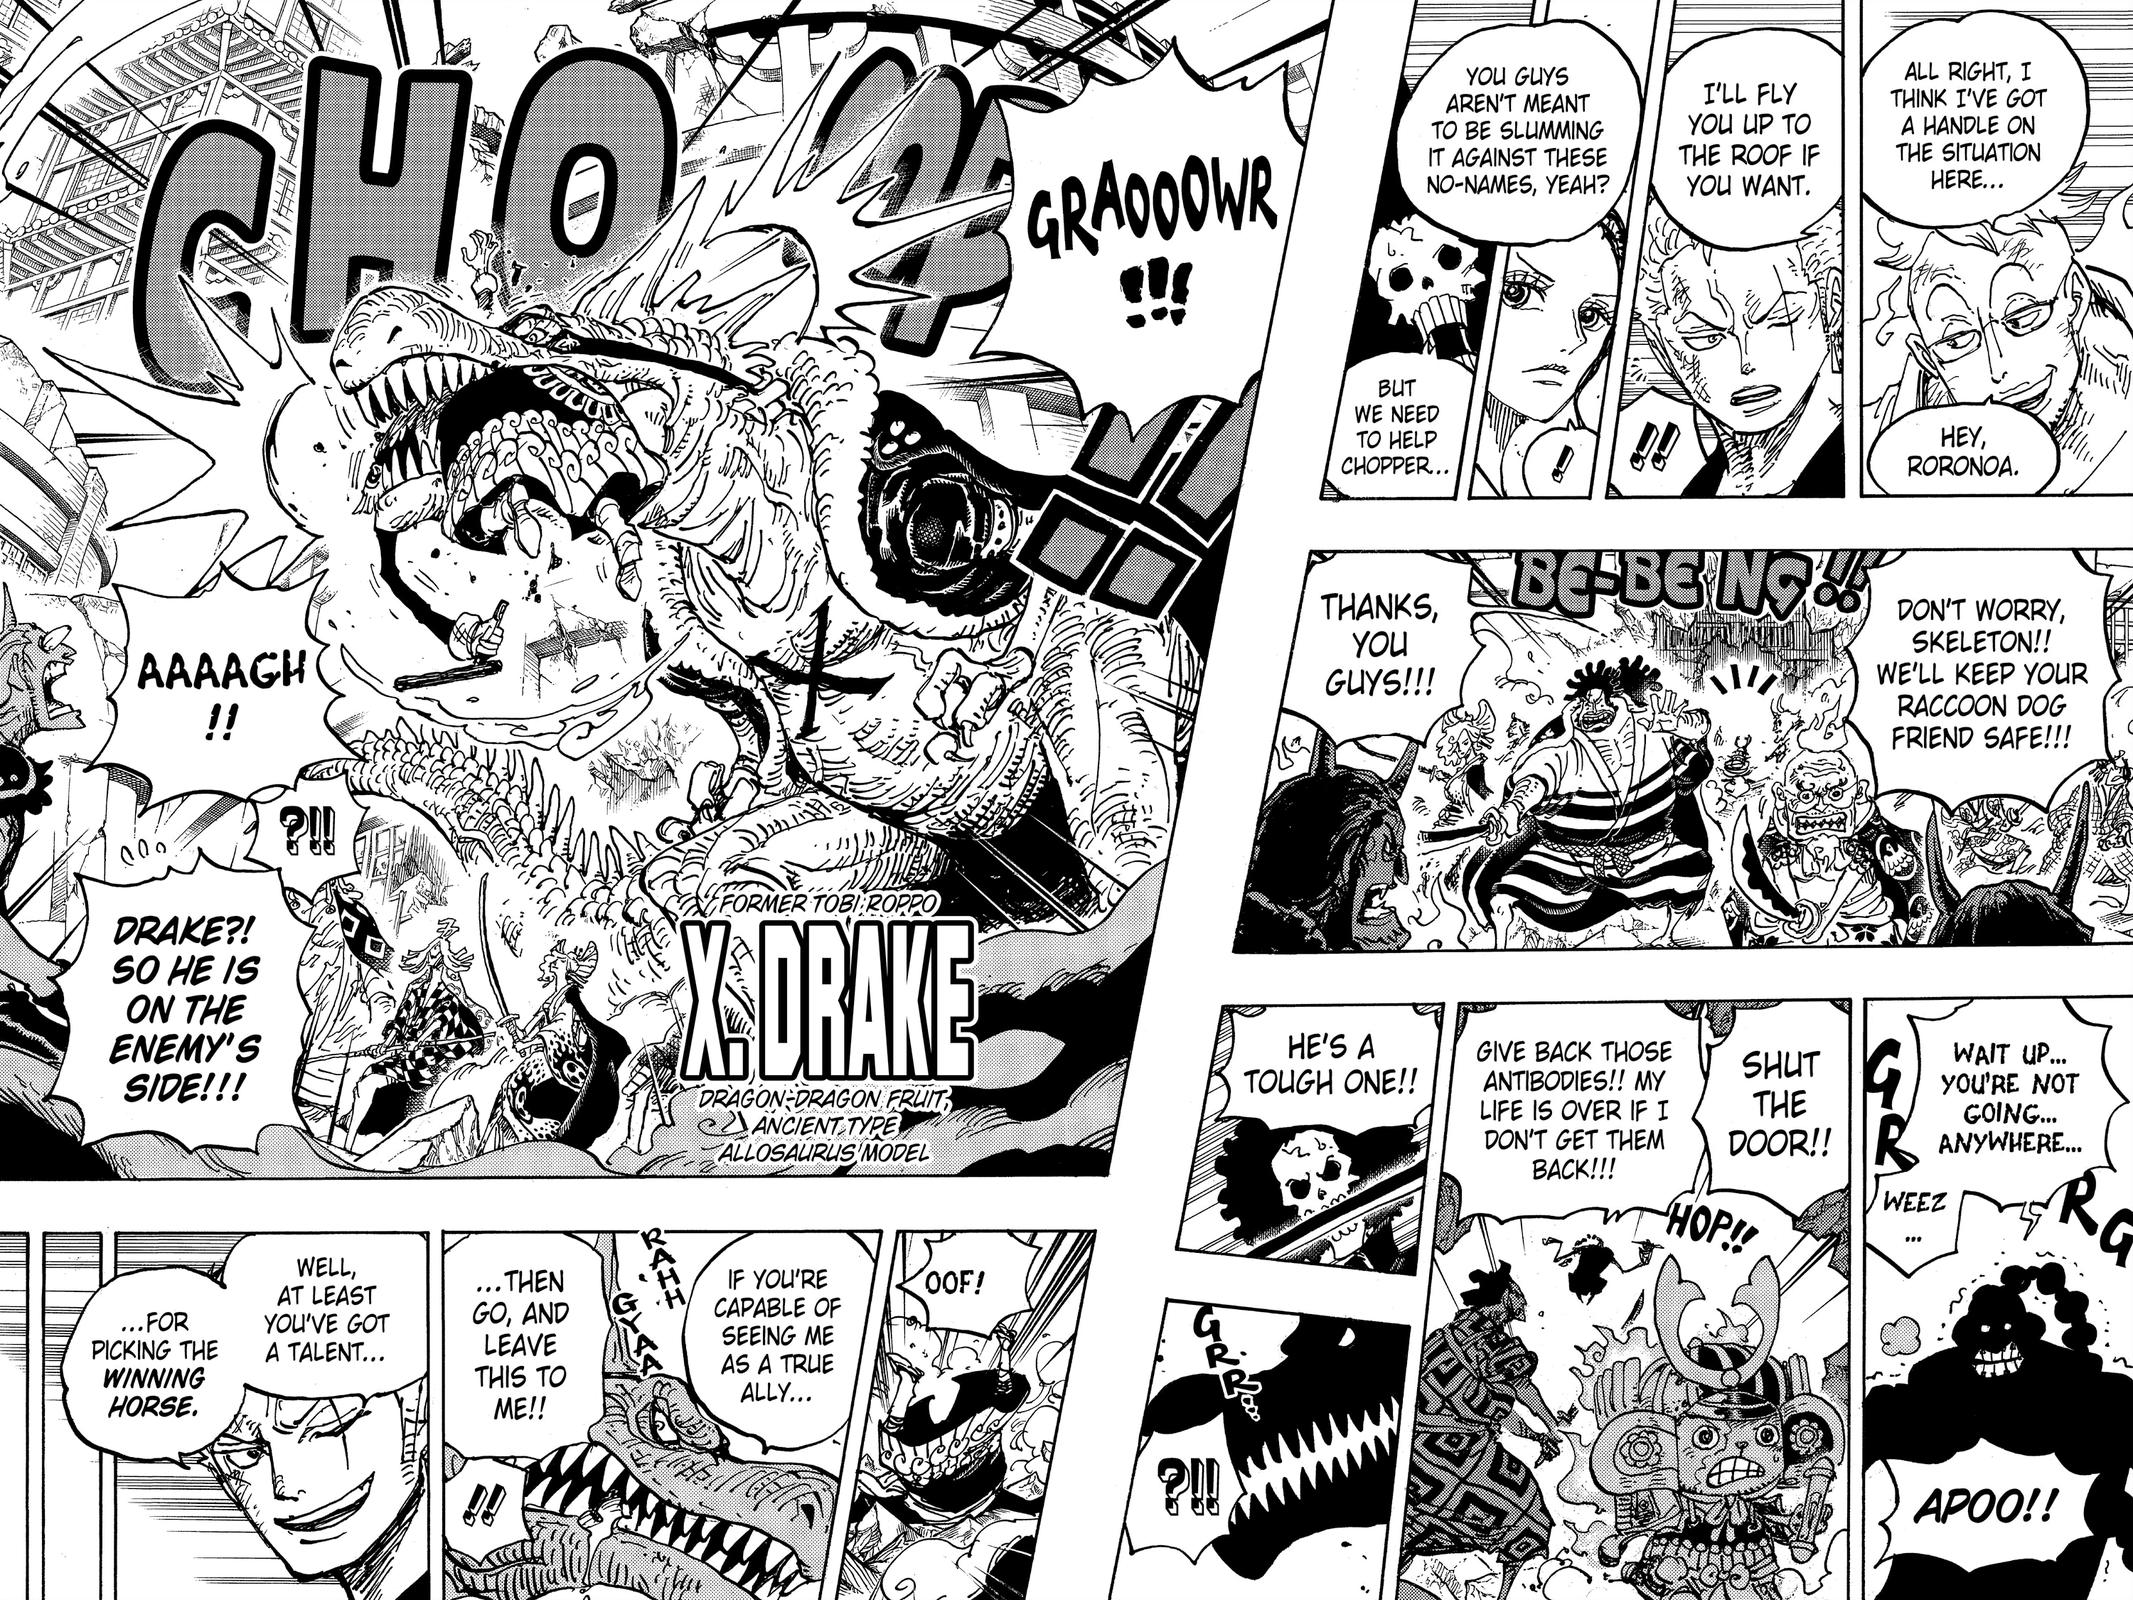 ALL RIGHT, I
THINK I'VE GOT
A HANDLE ON
THE SITUATION
HERE...
HEY,
RORONOA.
I'LL FLY
YOU UP TO
THE ROOF IF
YOU WANT.
!!
YOU GUYS
AREN'T MEANT
TO BE SLUMMING
IT AGAINST THESE
NO-NAMES, YEAH?
!
BUT
WE NEED
TO HELP
CHOPPER...
BE-BENG!!
DON'T WORRY,
SKELETON!!
WE'LL KEEP YOUR
RACCOON DOG
FRIEND SAFE!!!
THANKS,
YOU
GUYS!!!
WAIT UP...
YOU'RE NOT
GOING...
ANYWHERE...
GR
RG
WEEZ
...
APOO!!
SHUT
THE
DOOR!!
GIVE BACK THOSE
ANTIBODIES!! MY
LIFE IS OVER IF I
DON'T GET THEM
BACK!!!
HOP!!
HE'S A
TOUGH ONE!!
GRR...
?!!
CHOMP
GRAOOOWR
!!!
AAAAGH
!!
?!!
DRAKE?!
SO HE IS
ON THE
ENEMY'S
SIDE!!!
FORMER TOBI ROPPO
X. DRAKE
DRAGON-DRAGON FRUIT,
ANCIENT TYPE
ALLOSAURUS MODEL
OOF!
IF YOU'RE
CAPABLE OF
SEEING ME
AS A TRUE
ALLY...
RAHH
GYAA
...THEN
GO, AND
LEAVE
THIS TO
ME!!
!!
WELL,
AT LEAST
YOU'VE GOT
A TALENT...
...FOR
PICKING THE
WINNING
HORSE.